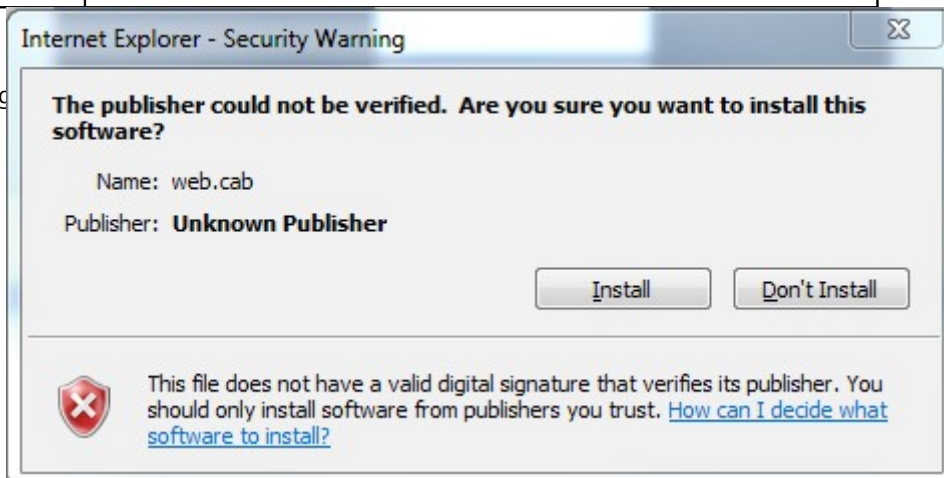 Internet Explorer - Security Warning
The publisher could not be verified.  Are you sure you want to install this
software?
Name: web.cab
Publisher: Unknown Publisher
Install
Don't Install
This file does not have a valid digital signature that verifies its publisher. You
should only install software from publishers you trust. How can I decide what
software to install?